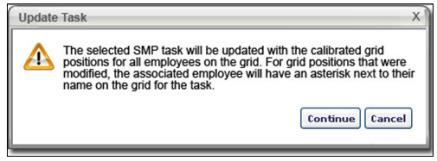 Update Task
X
The selected SMP task will be updated with the calibrated grid
positions for all employees on the grid. For grid positions that were
modified, the associated employee will have an asterisk next to their
name on the grid for the task.
Continue
Cancel